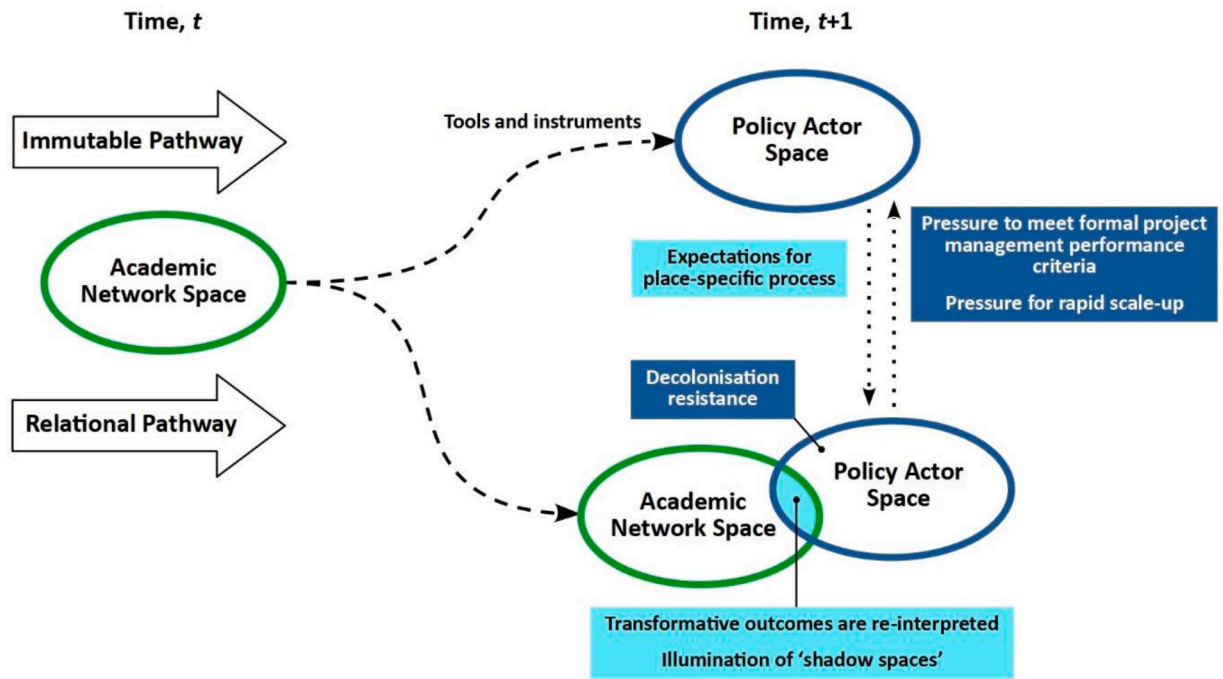 Time, t
Time, t+1
Immutable Pathway
Tools and instruments
Policy Actor
Space
Academic
Network Space
Expectations for
place-specific process
Pressure to meet formal project
management performance
criteria
Pressure for rapid scale-up
Relational Pathway
Decolonisation
resistance
Academic
Network Space
Policy Actor
Space
Transformative outcomes are re-interpreted
Illumination of ‘shadow spaces’